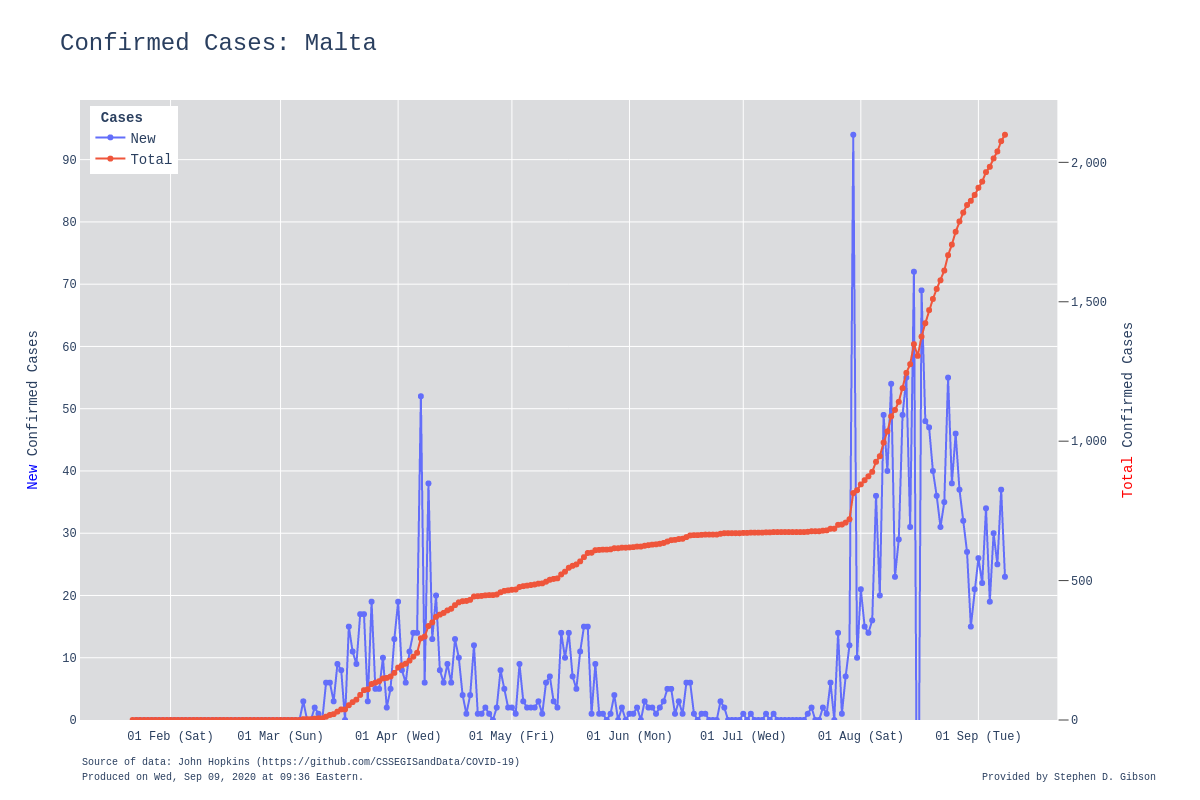 Confirmed Cases: Malta
Cases
New
Total
90
80
70
60
50
40
30
20
10
0
2,000
1,500
1,000
500
0
New Confirmed Cases
Total Confirmed Cases
01 Feb (Sat)
01 Mar (Sun)
01 Apr (Wed)
01 May (Fri)
01 Jun (Mon)
01 Jul (Wed)
01 Aug (Sat)
01 Sep (Tue)
Source of data: John Hopkins (https://github.com/CSSEGISandData/COVID-19)
Produced on Wed, Sep 09, 2020 at 09:36 Eastern.
Provided by Stephen D. Gibson